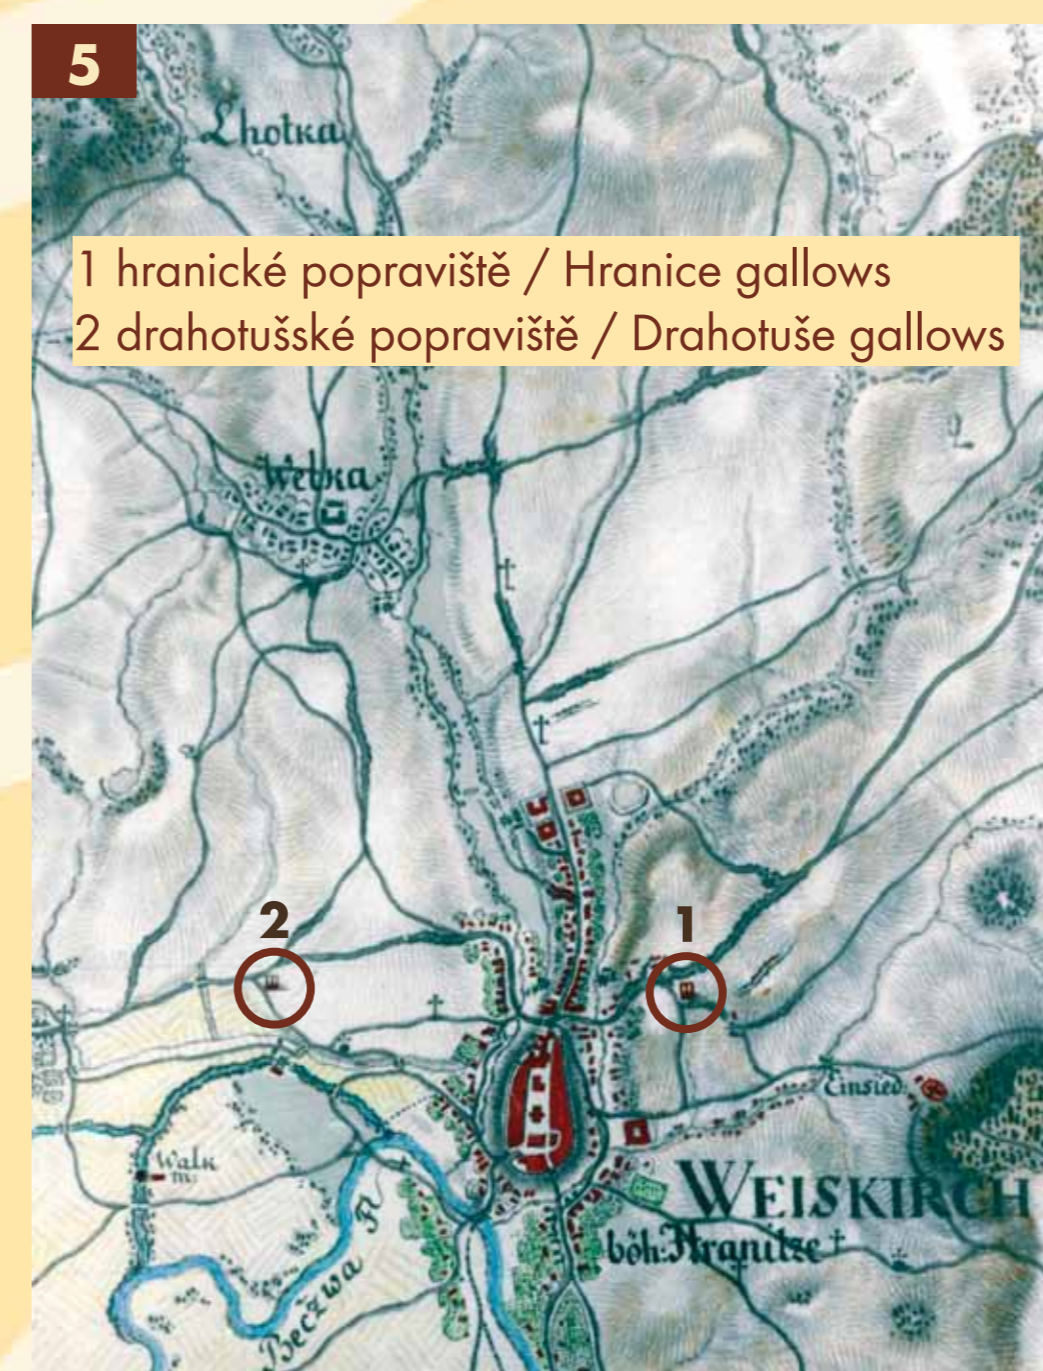 5
Lhotka
1 hranické popraviště / Hranice gallows
2 drahotušské popraviště / Drahotuše gallows
Welka
2
1
Einsied
Walk
m:
WEISKIRCH
böh: Hranitze
Beczwa Fl